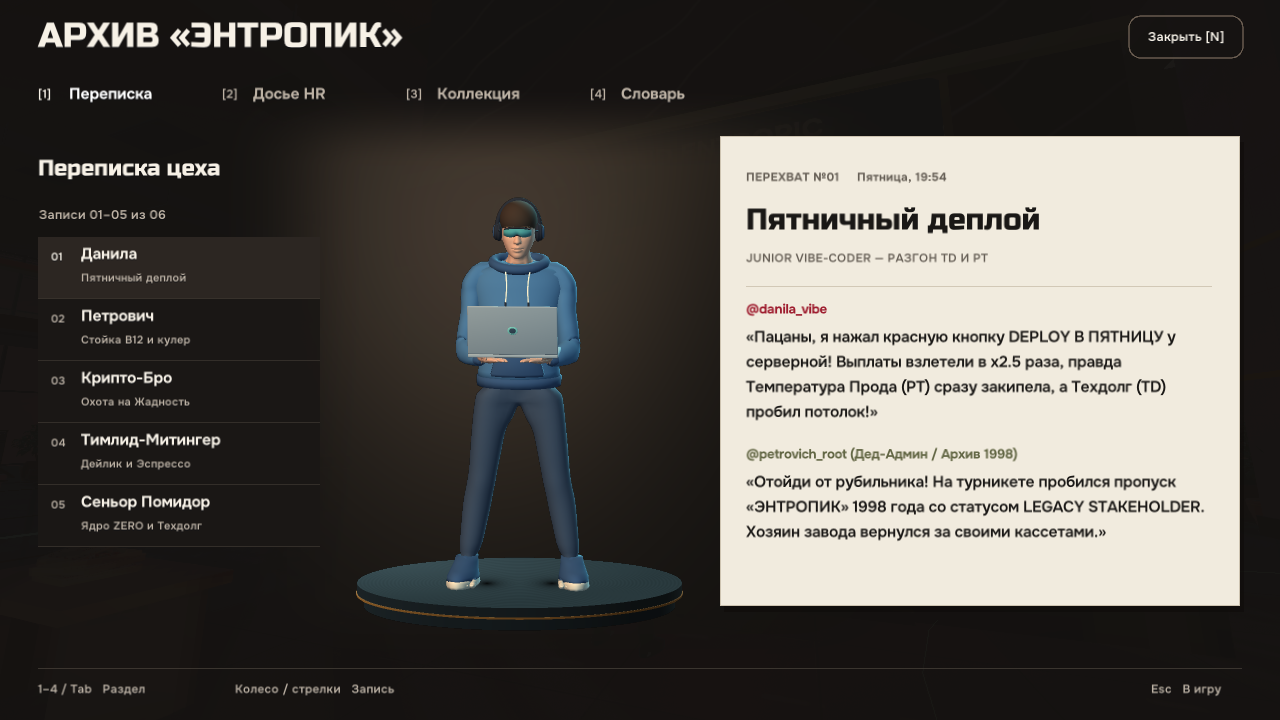 АРХИВ «ЭНТРОПИК»
Закрыть [N]
[1] Переписка
[2] Досье HR
[3] Коллекция
[4] Словарь
Переписка цеха
Записи 01–05 из 06
01 Данила
Пятничный деплой
02 Петрович
Стойка B12 и кулер
03 Крипто-Бро
Охота на Жадность
04 Тимлид-Митингер
Дейлик и Эспрессо
05 Сеньор Помидор
Ядро ZERO и Техдолг
ПЕРЕХВАТ №01 Пятница, 19:54
Пятничный деплой
JUNIOR VIBE-CODER — РАЗГОН TD И PT
@danila_vibe
«Пацаны, я нажал красную кнопку DEPLOY В ПЯТНИЦУ у
серверной! Выплаты взлетели в x2.5 раза, правда
Температура Прода (PT) сразу закипела, а Техдолг (TD)
пробил потолок!»
@petrovich_root (Дед-Админ / Архив 1998)
«Отойди от рубильника! На турникете пробился пропуск
«ЭНТРОПИК» 1998 года со статусом LEGACY STAKEHOLDER.
Хозяин завода вернулся за своими кассетами.»
1–4 / Tab Раздел
Колесо / стрелки Запись
Esc В игру